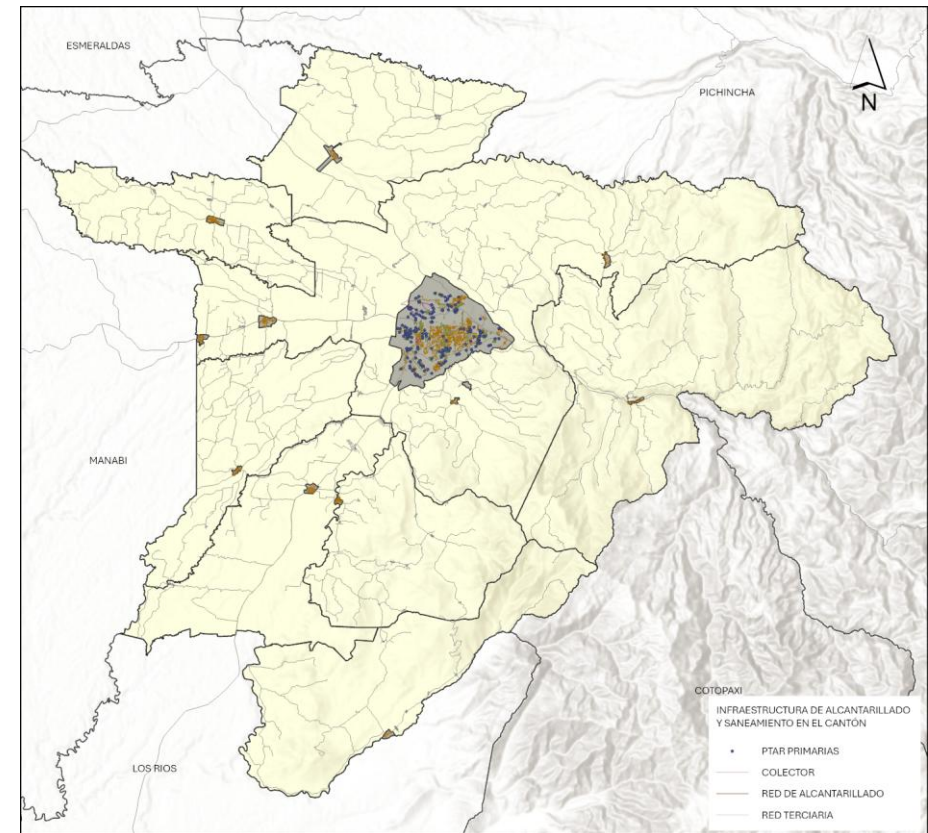 ESMERALDAS
PICHINCHA
N
MANABI
COTOPAXI
LOS RIOS
INFRAESTRUCTURA DE ALCANTARILLADO
Y SANEAMIENTO EN EL CANTÓN
PTAR PRIMARIAS
COLECTOR
RED DE ALCANTARILLADO
RED TERCIARIA